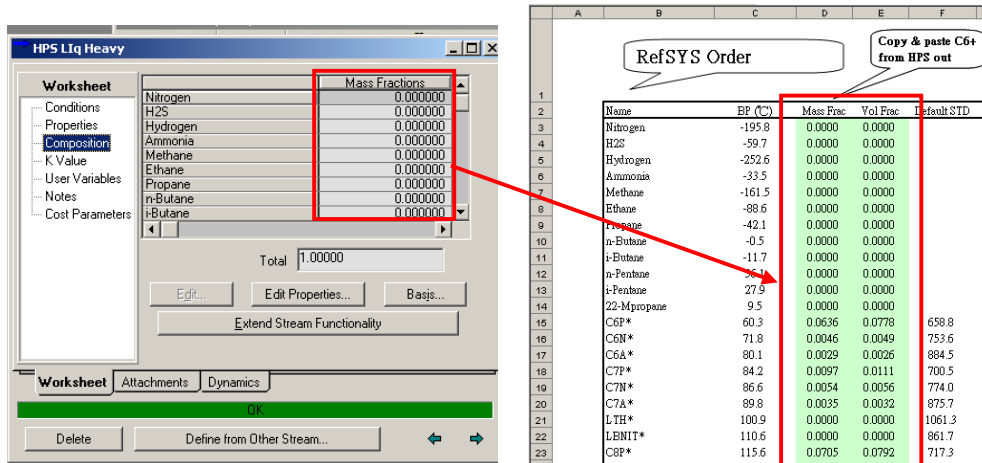 HPS LIq Heavy
Worksheet
Conditions
Properties
Composition
K Value
User Variables
Notes
Cost Parameters
Mass Fractions
Nitrogen 0.000000
H2S 0.000000
Hydrogen 0.000000
Ammonia 0.000000
Methane 0.000000
Ethane 0.000000
Propane 0.000000
n-Butane 0.000000
i-Butane 0.000000
Total 1.00000
Edit... Edit Properties... Basis...
Extend Stream Functionality
Worksheet Attachments Dynamics
OK
Delete Define from Other Stream...
A B C D E F
RefSYS Order
Copy & paste C6+
from HPS out
1
2 Name BP (℃) Mass Frac Vol Frac Default STD
3 Nitrogen -195.8 0.0000 0.0000
4 H2S -59.7 0.0000 0.0000
5 Hydrogen -252.6 0.0000 0.0000
6 Ammonia -33.5 0.0000 0.0000
7 Methane -161.5 0.0000 0.0000
8 Ethane -88.6 0.0000 0.0000
9 Propane -42.1 0.0000 0.0000
10 n-Butane -0.5 0.0000 0.0000
11 i-Butane -11.7 0.0000 0.0000
12 n-Pentane 36.1 0.0000 0.0000
13 i-Pentane 27.9 0.0000 0.0000
14 22-Mpropane 9.5 0.0000 0.0000
15 C6P* 60.3 0.0636 0.0778 658.8
16 C6N* 71.8 0.0046 0.0049 753.6
17 C6A* 80.1 0.0029 0.0026 884.5
18 C7P* 84.2 0.0097 0.0111 700.5
19 C7N* 86.6 0.0054 0.0056 774.0
20 C7A* 89.8 0.0035 0.0032 875.7
21 LTH* 100.9 0.0000 0.0000 1061.3
22 LBNIT* 110.6 0.0000 0.0000 861.7
23 C8P* 115.6 0.0705 0.0792 717.3